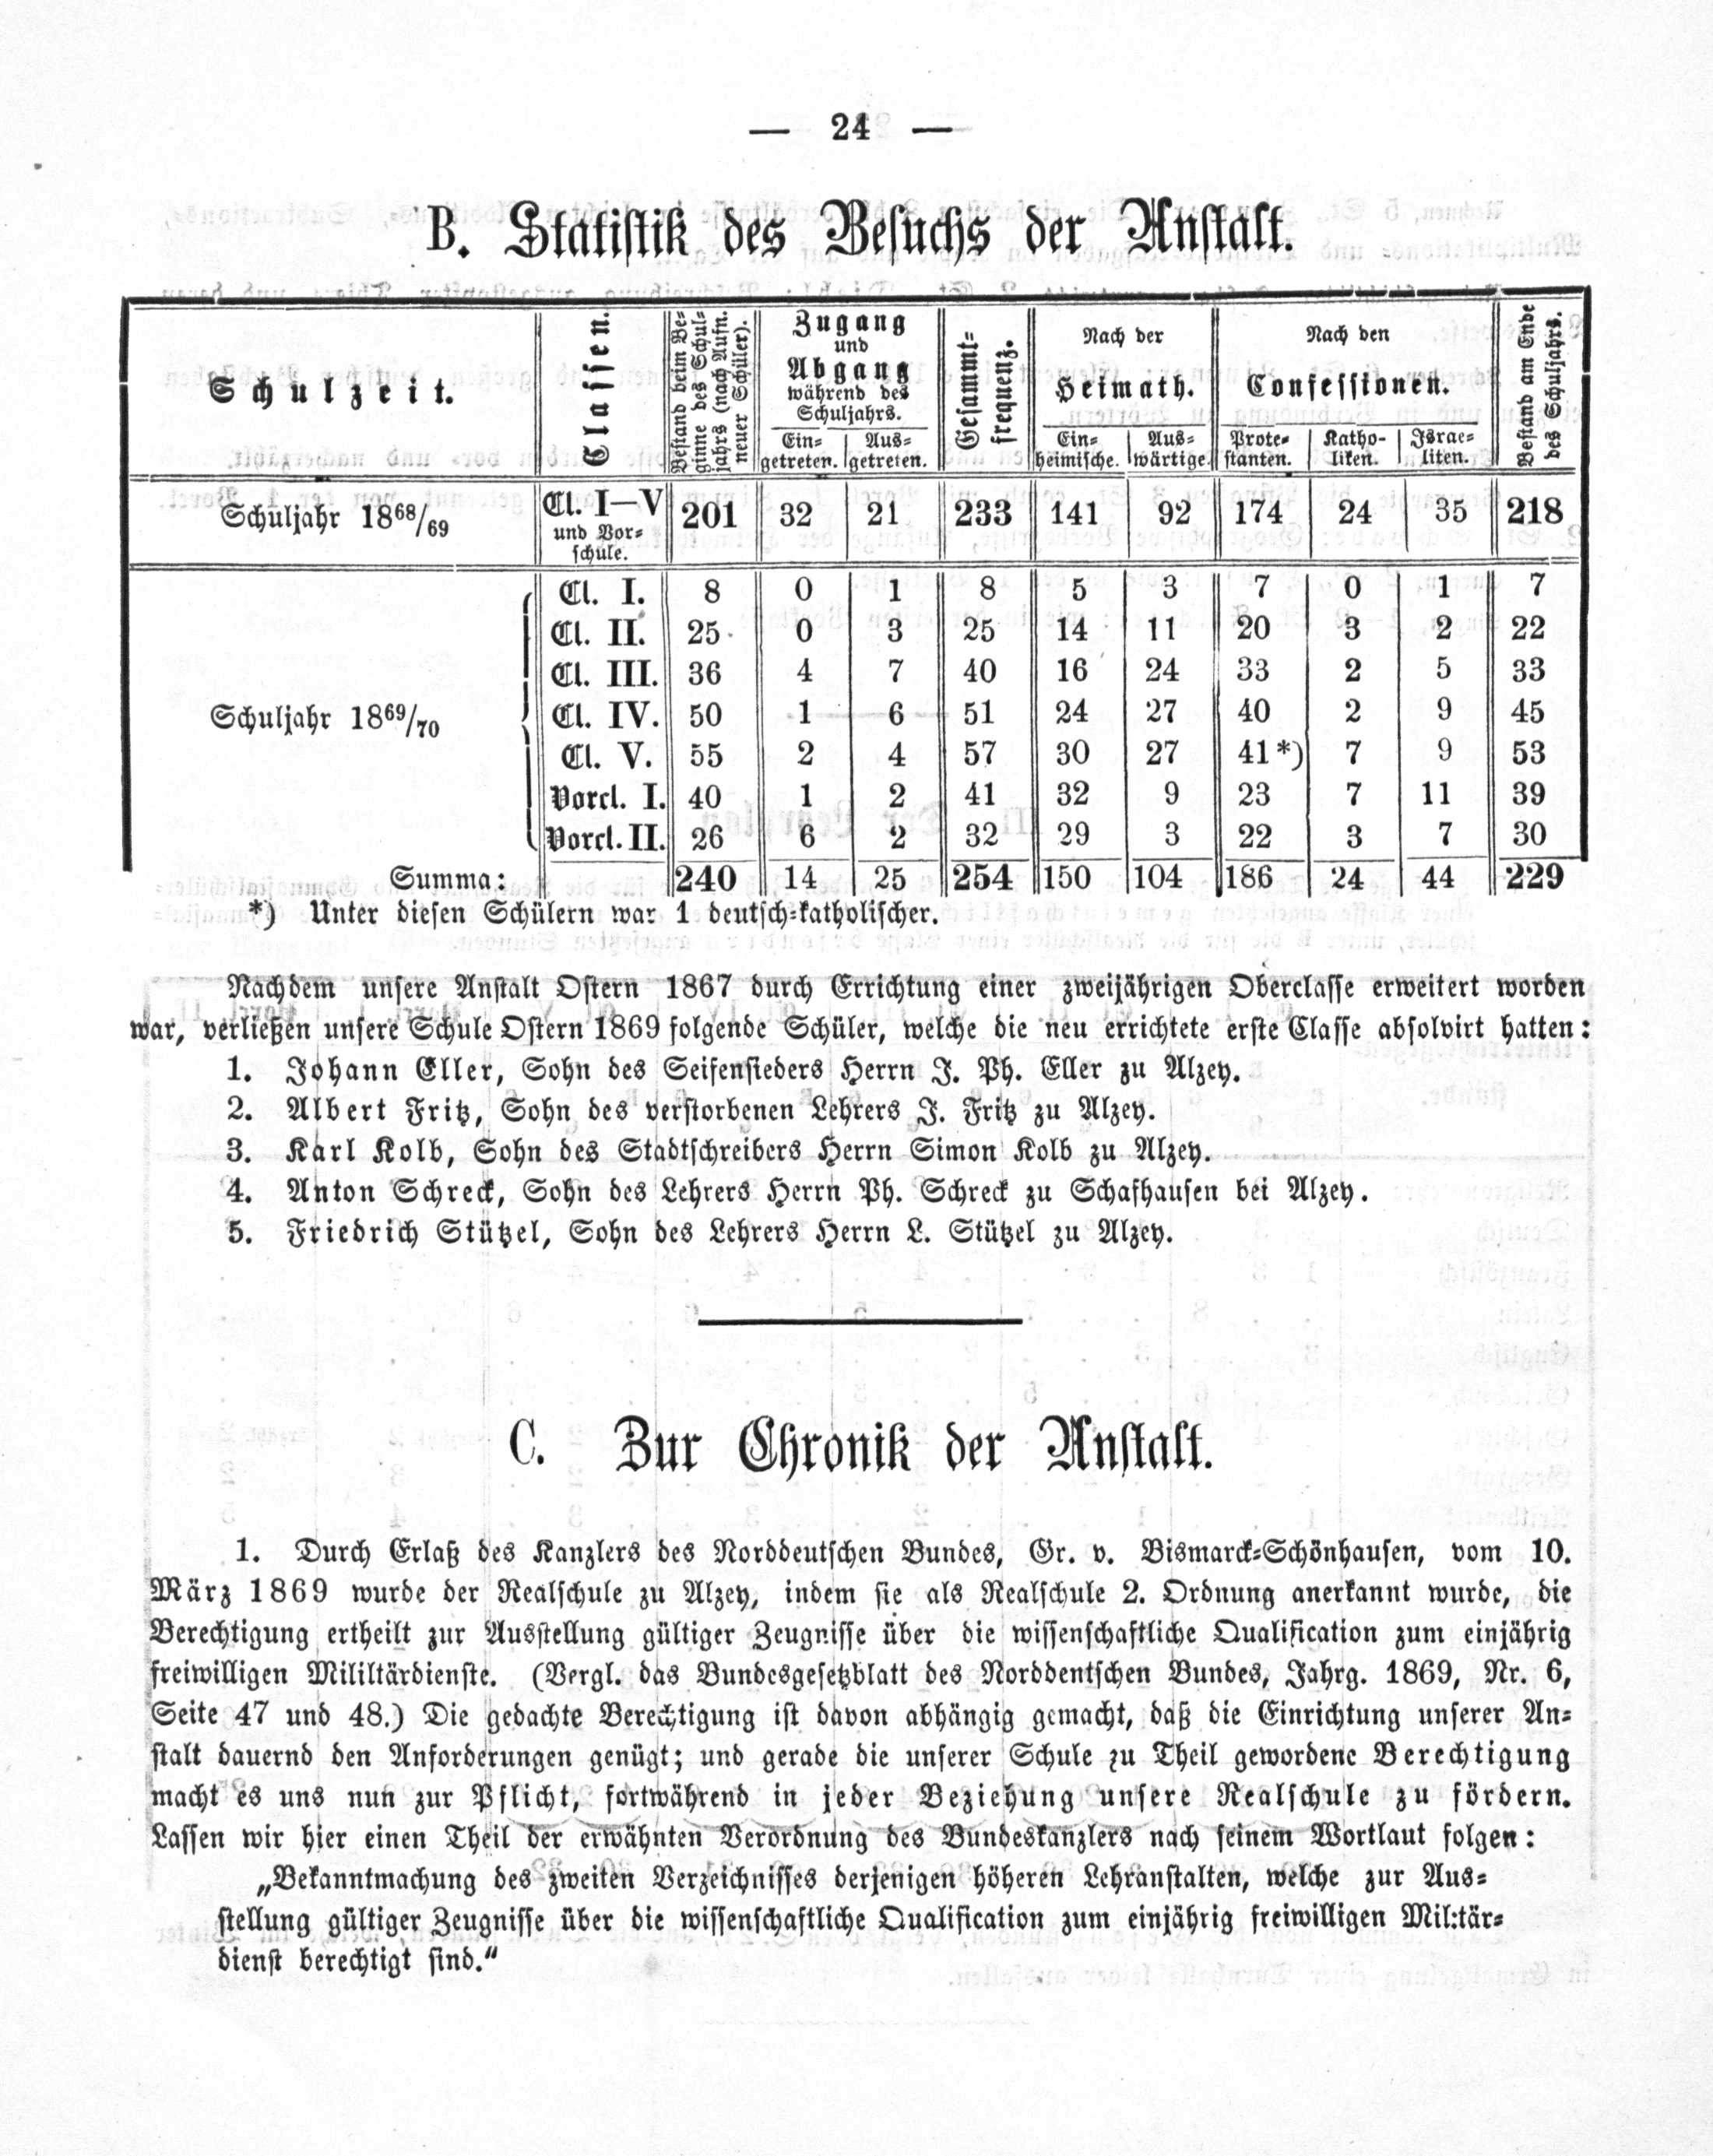 — 24 —
B. Statistik des Besuchs der Anstalt.
Schulzeit. Classen. Bestand beim Beginne des Schuljahrs (nach Aufn. neuer Schüler). Zugang und Abgang während des Schuljahrs. Gesammtfrequenz. Nach der Heimath. Nach den Confessionen. Bestand am Ende des Schuljahrs.
Eingetreten. Ausgetreten. Einheimische. Auswärtige. Protestanten. Katholiken. Israeliten.
Schuljahr 18⁶⁸/₆₉ Cl. I—V und Vorschule. 201 32 21 233 141 92 174 24 35 218
Schuljahr 18⁶⁹/₇₀
Cl. I. 8 0 1 8 5 3 7 0 1 7
Cl. II. 25 0 3 25 14 11 20 3 2 22
Cl. III. 36 4 7 40 16 24 33 2 5 33
Cl. IV. 50 1 6 51 24 27 40 2 9 45
Cl. V. 55 2 4 57 30 27 41*) 7 9 53
Vorcl. I. 40 1 2 41 32 9 23 7 11 39
Vorcl. II. 26 6 2 32 29 3 22 3 7 30
Summa: 240 14 25 254 150 104 186 24 44 229
*) Unter diesen Schülern war 1 deutsch-katholischer.
Nachdem unsere Anstalt Ostern 1867 durch Errichtung einer zweijährigen Oberclasse erweitert worden
war, verließen unsere Schule Ostern 1869 folgende Schüler, welche die neu errichtete erste Classe absolvirt hatten:
1. Johann Eller, Sohn des Seifensieders Herrn J. Ph. Eller zu Alzey.
2. Albert Fritz, Sohn des verstorbenen Lehrers J. Fritz zu Alzey.
3. Karl Kolb, Sohn des Stadtschreibers Herrn Simon Kolb zu Alzey.
4. Anton Schreck, Sohn des Lehrers Herrn Ph. Schreck zu Schafhausen bei Alzey.
5. Friedrich Stützel, Sohn des Lehrers Herrn L. Stützel zu Alzey.
C. Zur Chronik der Anstalt.
1. Durch Erlaß des Kanzlers des Norddeutschen Bundes, Gr. v. Bismarck-Schönhausen, vom 10.
März 1869 wurde der Realschule zu Alzey, indem sie als Realschule 2. Ordnung anerkannt wurde, die
Berechtigung ertheilt zur Ausstellung gültiger Zeugnisse über die wissenschaftliche Qualification zum einjährig
freiwilligen Mililtärdienste. (Vergl. das Bundesgesetzblatt des Norddentschen Bundes, Jahrg. 1869, Nr. 6,
Seite 47 und 48.) Die gedachte Berechtigung ist davon abhängig gemacht, daß die Einrichtung unserer An-
stalt dauernd den Anforderungen genügt; und gerade die unserer Schule zu Theil gewordene Berechtigung
macht es uns nun zur Pflicht, fortwährend in jeder Beziehung unsere Realschule zu fördern.
Lassen wir hier einen Theil der erwähnten Verordnung des Bundeskanzlers nach seinem Wortlaut folgen:
„Bekanntmachung des zweiten Verzeichnisses derjenigen höheren Lehranstalten, welche zur Aus-
stellung gültiger Zeugnisse über die wissenschaftliche Qualification zum einjährig freiwilligen Militär-
dienst berechtigt sind."